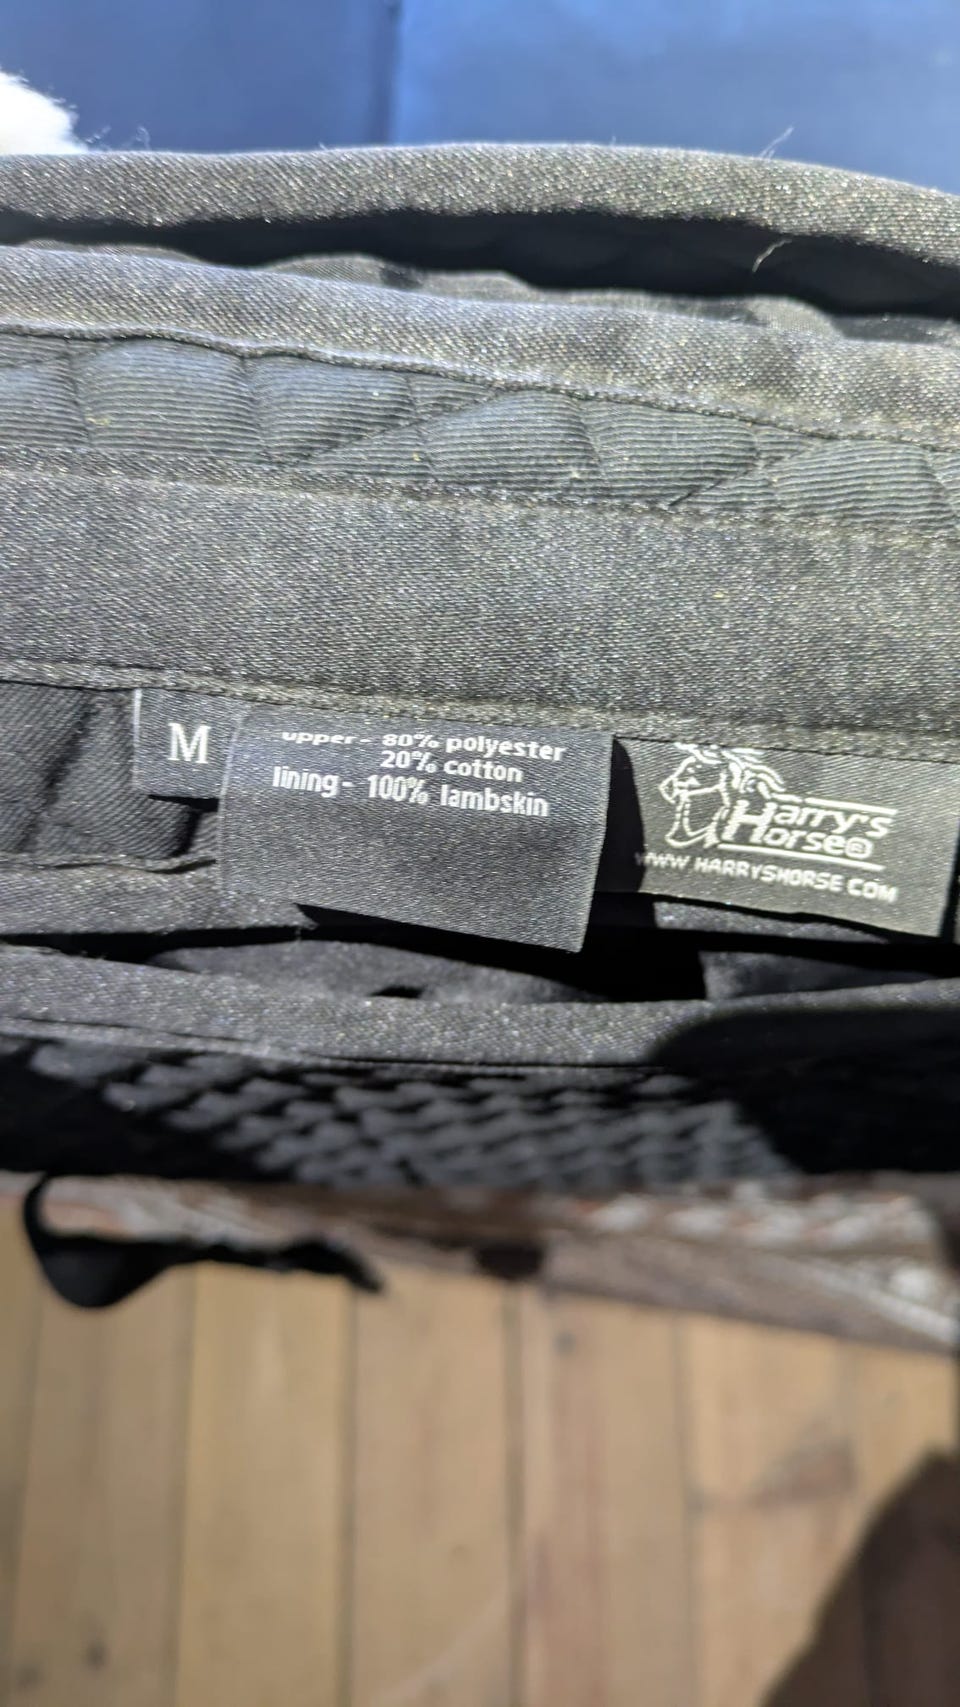 M
upper - 80% polyester
20% cotton
lining - 100% lambskin
Harry's
Horse®
WWW.HARRYSHORSE.COM